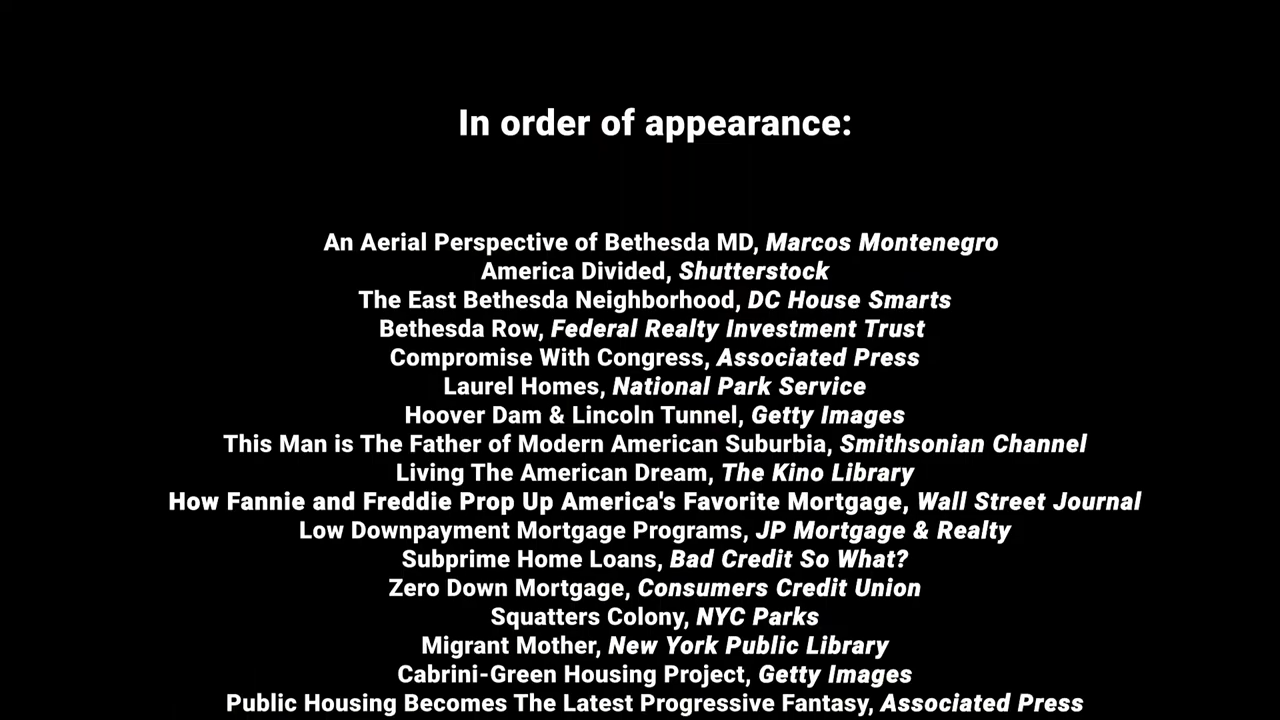 In order of appearance:
An Aerial Perspective of Bethesda MD, Marcos Montenegro
America Divided, Shutterstock
The East Bethesda Neighborhood, DC House Smarts
Bethesda Row, Federal Realty Investment Trust
Compromise With Congress, Associated Press
Laurel Homes, National Park Service
Hoover Dam & Lincoln Tunnel, Getty Images
This Man is The Father of Modern American Suburbia, Smithsonian Channel
Living The American Dream, The Kino Library
How Fannie and Freddie Prop Up America's Favorite Mortgage, Wall Street Journal
Low Downpayment Mortgage Programs, JP Mortgage & Realty
Subprime Home Loans, Bad Credit So What?
Zero Down Mortgage, Consumers Credit Union
Squatters Colony, NYC Parks
Migrant Mother, New York Public Library
Cabrini-Green Housing Project, Getty Images
Public Housing Becomes The Latest Progressive Fantasy, Associated Press